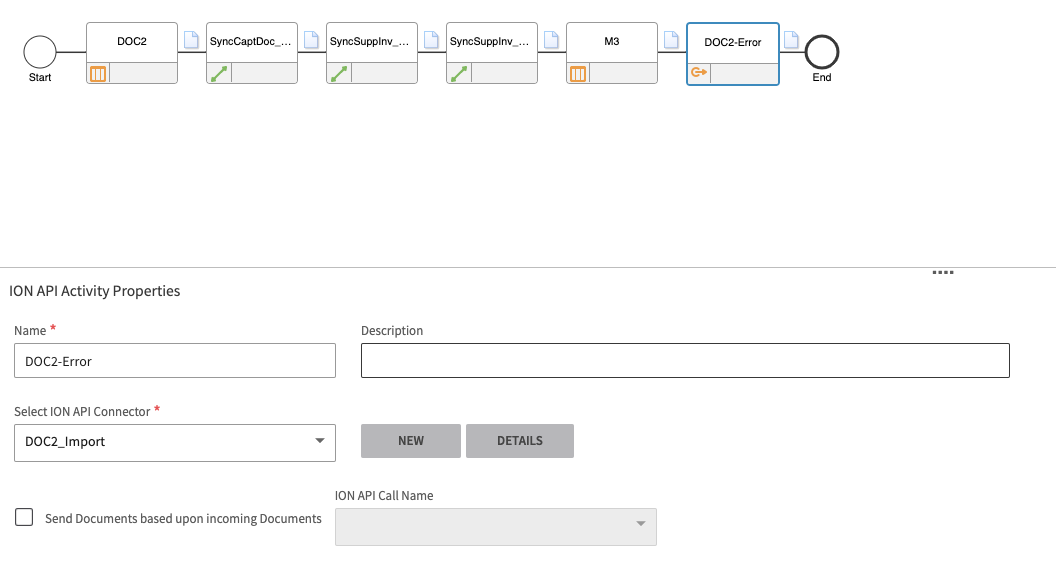 DOC2
SyncCaptDoc_...
SyncSuppInv_...
SyncSuppInv_...
M3
DOC2-Error
Start
End
ION API Activity Properties
Name *
Description
DOC2-Error
Select ION API Connector *
DOC2_Import
NEW
DETAILS
ION API Call Name
Send Documents based upon incoming Documents